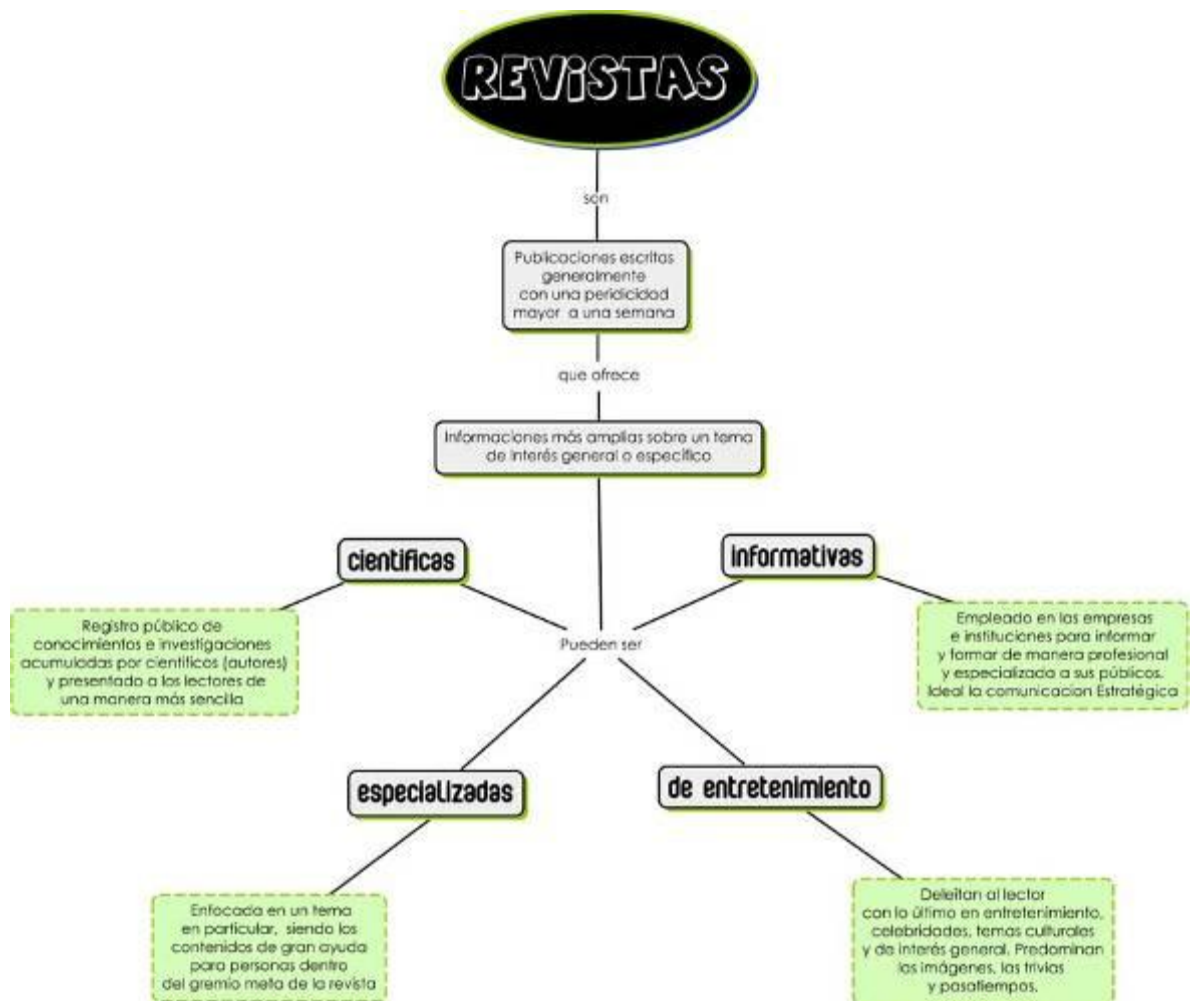 REViSTAS
son
Publicaciones escritas
generalmente
con una peridicidad
mayor a una semana
que ofrece
Informaciones más amplias sobre un tema
de interés general o específico
científicas
informativas
Registro público de
conocimientos e investigaciones
acumuladas por científicos (autores)
y presentado a los lectores de
una manera más sencilla
Pueden ser
Empleado en las empresas
e instituciones para informar
y formar de manera profesional
y especializada a sus públicos.
Ideal la comunicacion Estratégica
especializadas
de entretenimiento
Enfocada en un tema
en particular, siendo los
contenidos de gran ayuda
para personas dentro
del gremio meta de la revista
Deleitan al lector
con lo último en entretenimiento,
celebridades, temas culturales
y de interés general. Predominan
las imágenes, las trivias
y pasatiempos.